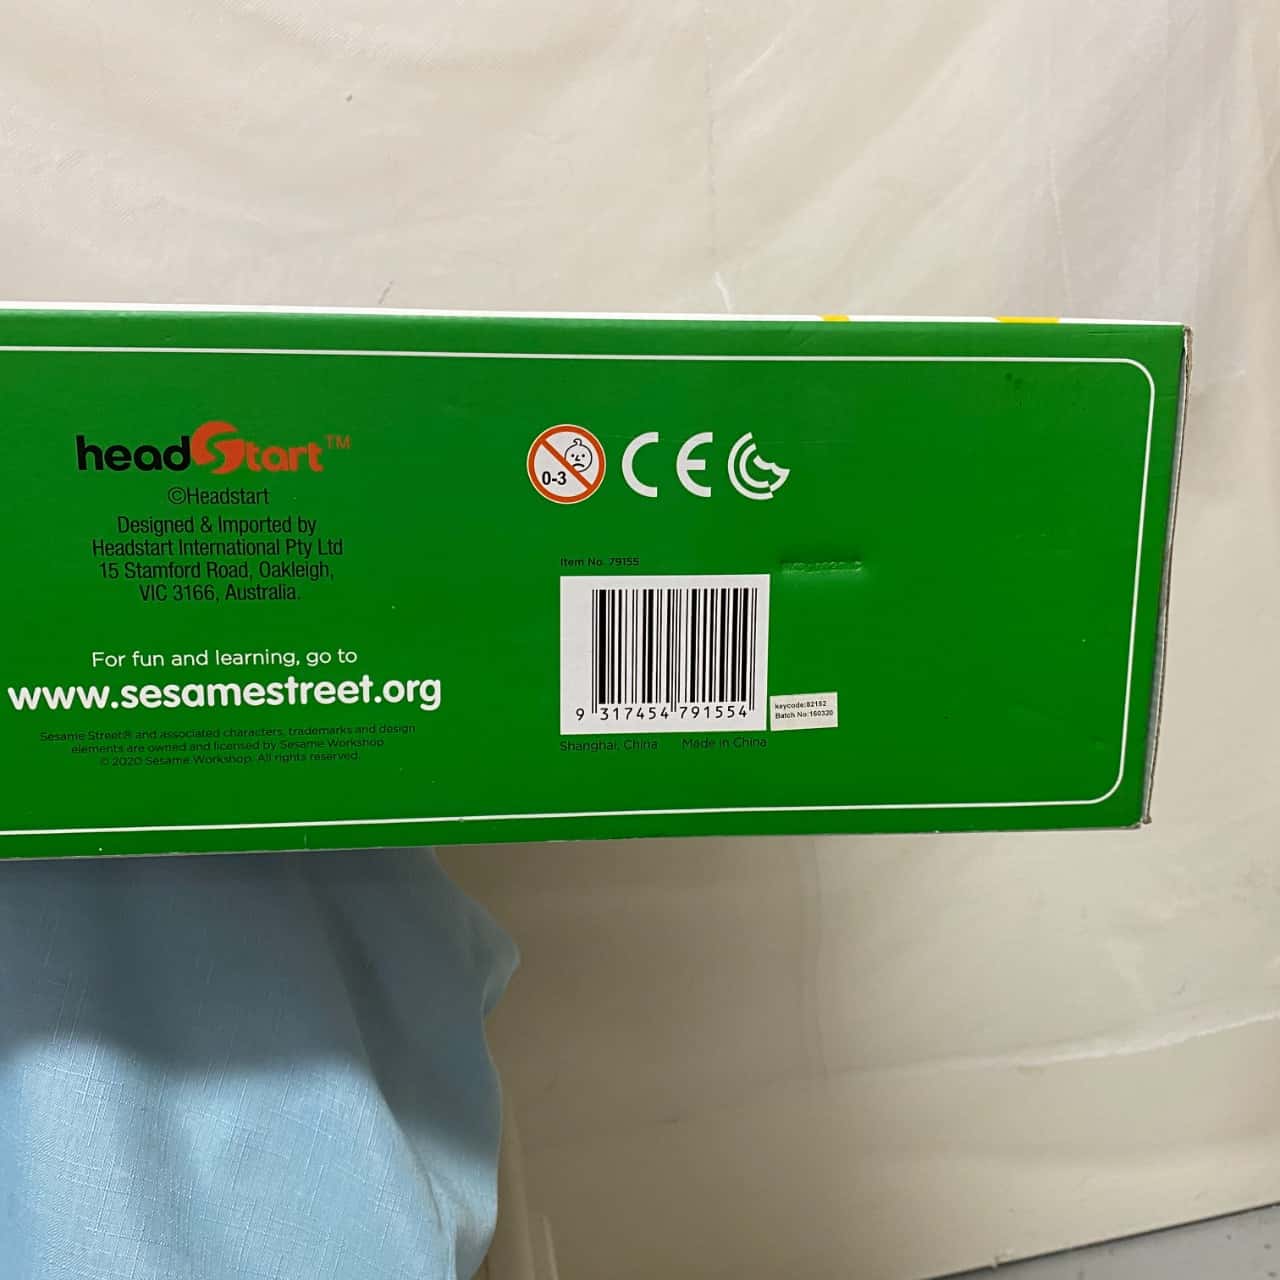 headStart™
©Headstart
Designed & Imported by
Headstart International Pty Ltd
15 Stamford Road, Oakleigh,
VIC 3166, Australia.
For fun and learning, go to
www.sesamestreet.org
Sesame Street® and associated characters, trademarks and design
elements are owned and licensed by Sesame Workshop.
© 2020 Sesame Workshop. All rights reserved.
0-3
CE
Item No. 79155
9 317454 791554
Shanghai, China Made in China
keycode:82152
Batch No:160320